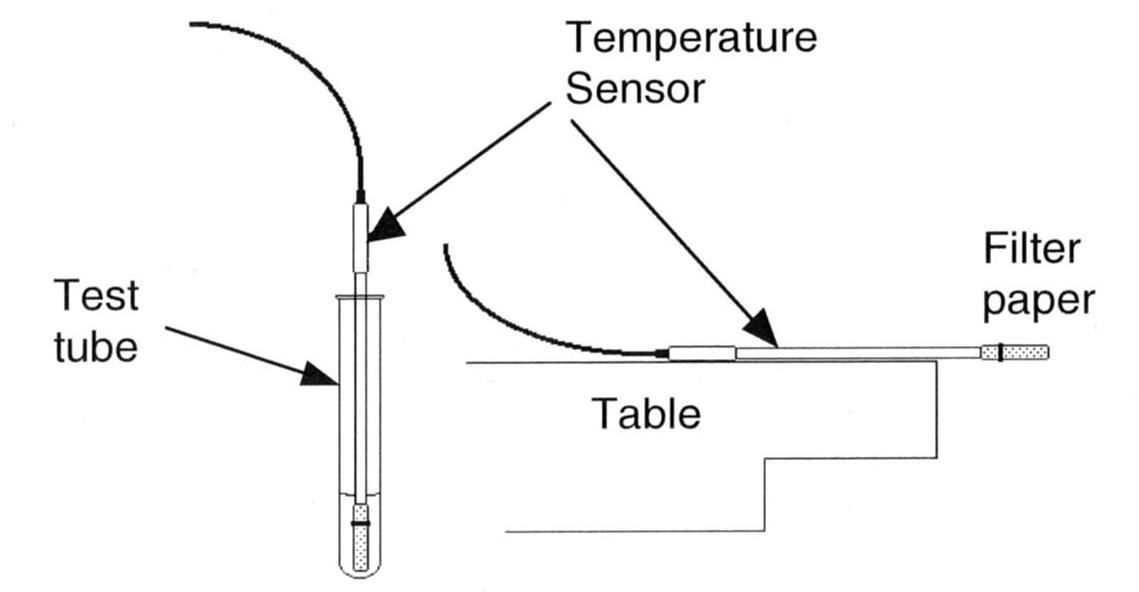 Temperature
Sensor
Filter
paper
Test
tube
Table